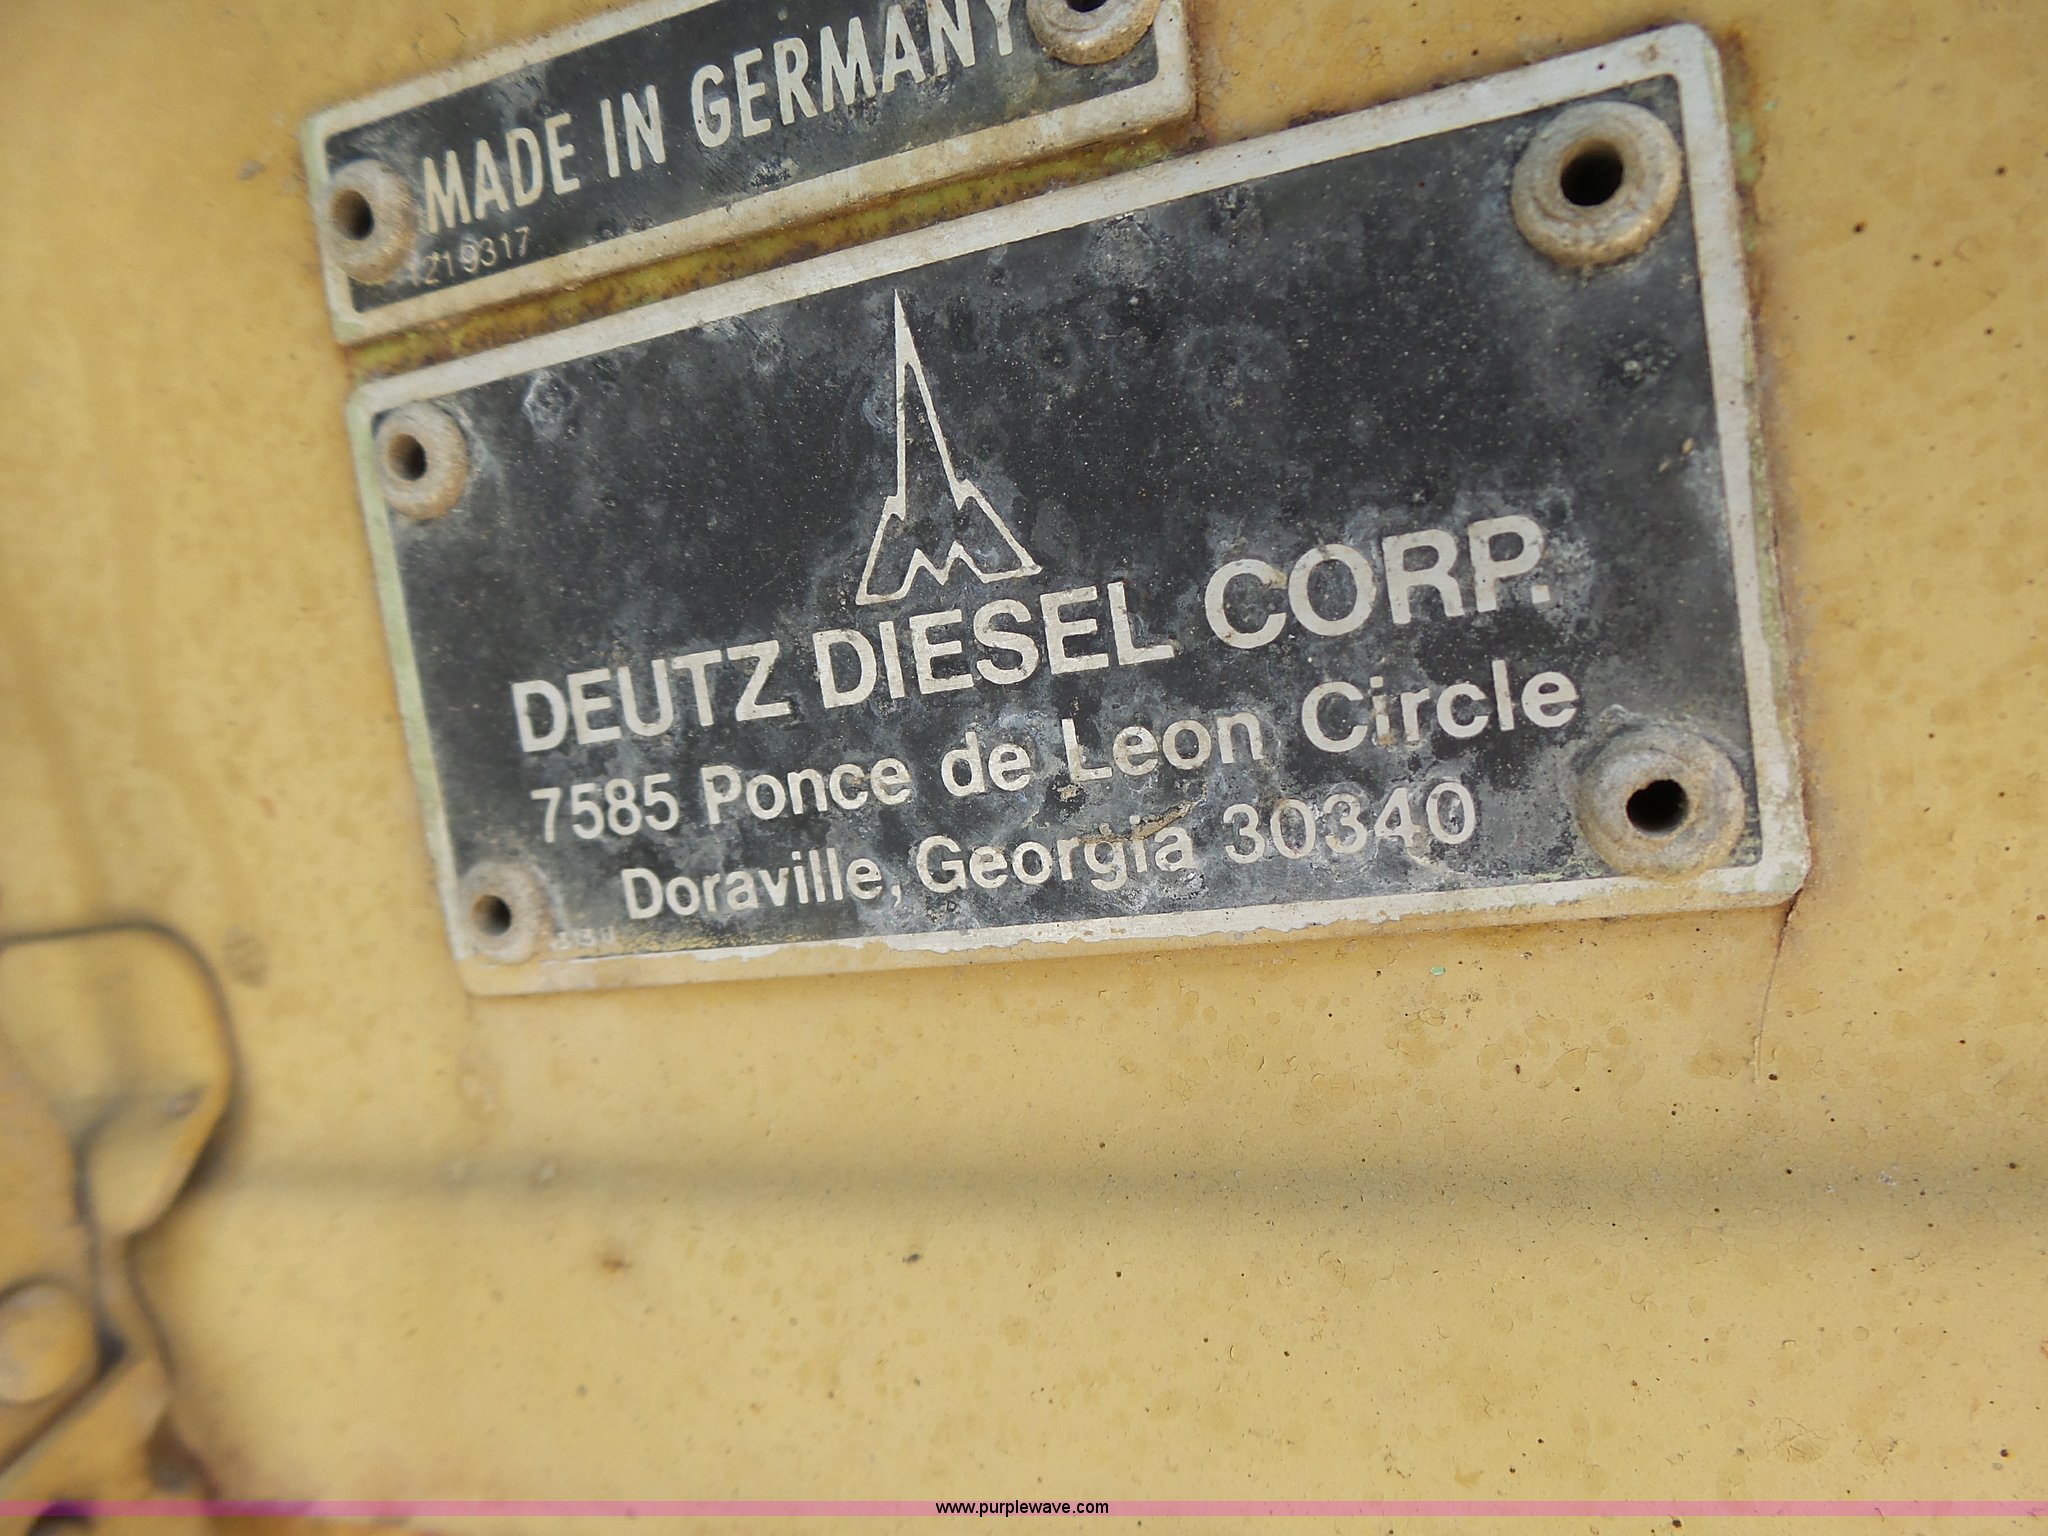 MADE IN GERMANY
219317
DEUTZ DIESEL CORP.
7585 Ponce de Leon Circle
Doraville, Georgia 30340
www.purplewave.com